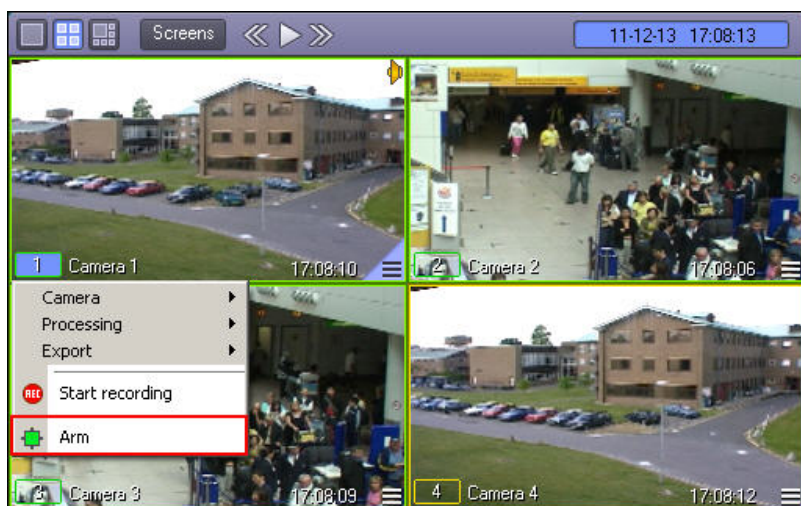 Screens
11-12-13 17:08:13
1 Camera 1
17:08:10
2 Camera 2
17:08:06
Camera
Processing
Export
REC Start recording
Arm
3 Camera 3
17:08:09
4 Camera 4
17:08:12